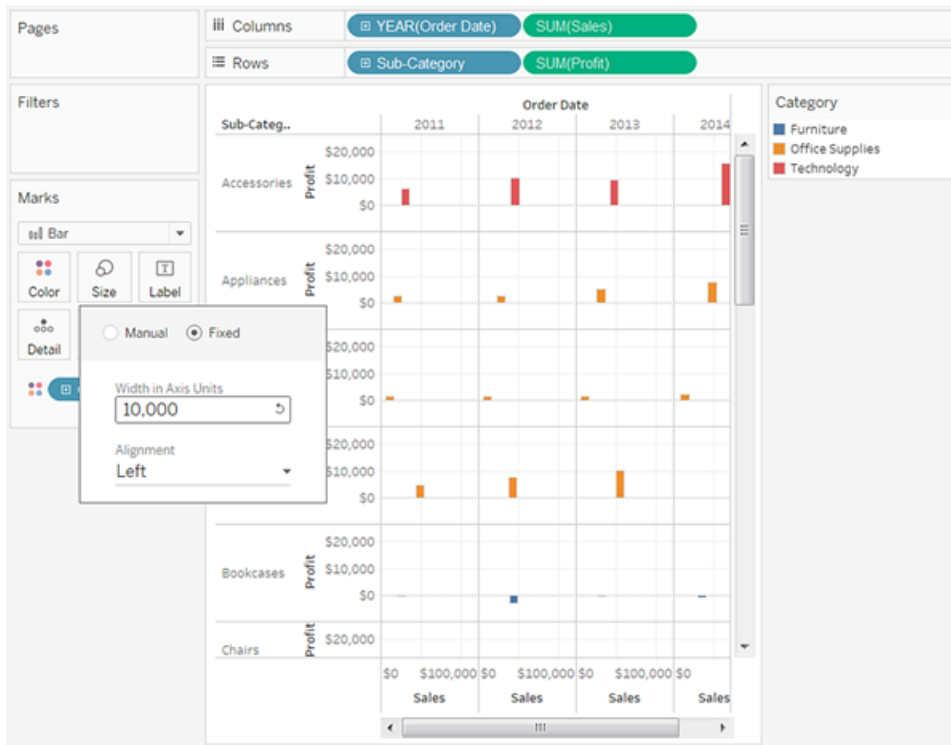 Pages
Columns
YEAR(Order Date)
SUM(Sales)
Rows
Sub-Category
SUM(Profit)
Filters
Marks
Bar
Color
Size
Label
Detail
Manual
Fixed
Width in Axis Units
10,000
Alignment
Left
Order Date
Sub-Categ..
2011
2012
2013
2014
Accessories
Profit
$20,000
$10,000
$0
Appliances
Profit
$20,000
$10,000
$0
$20,000
$10,000
$0
$20,000
$10,000
$0
Bookcases
Profit
$20,000
$10,000
$0
Chairs
Profit
$20,000
$0 $100,000 $0 $100,000 $0 $100,000 $0
Sales Sales Sales Sales
Category
Furniture
Office Supplies
Technology